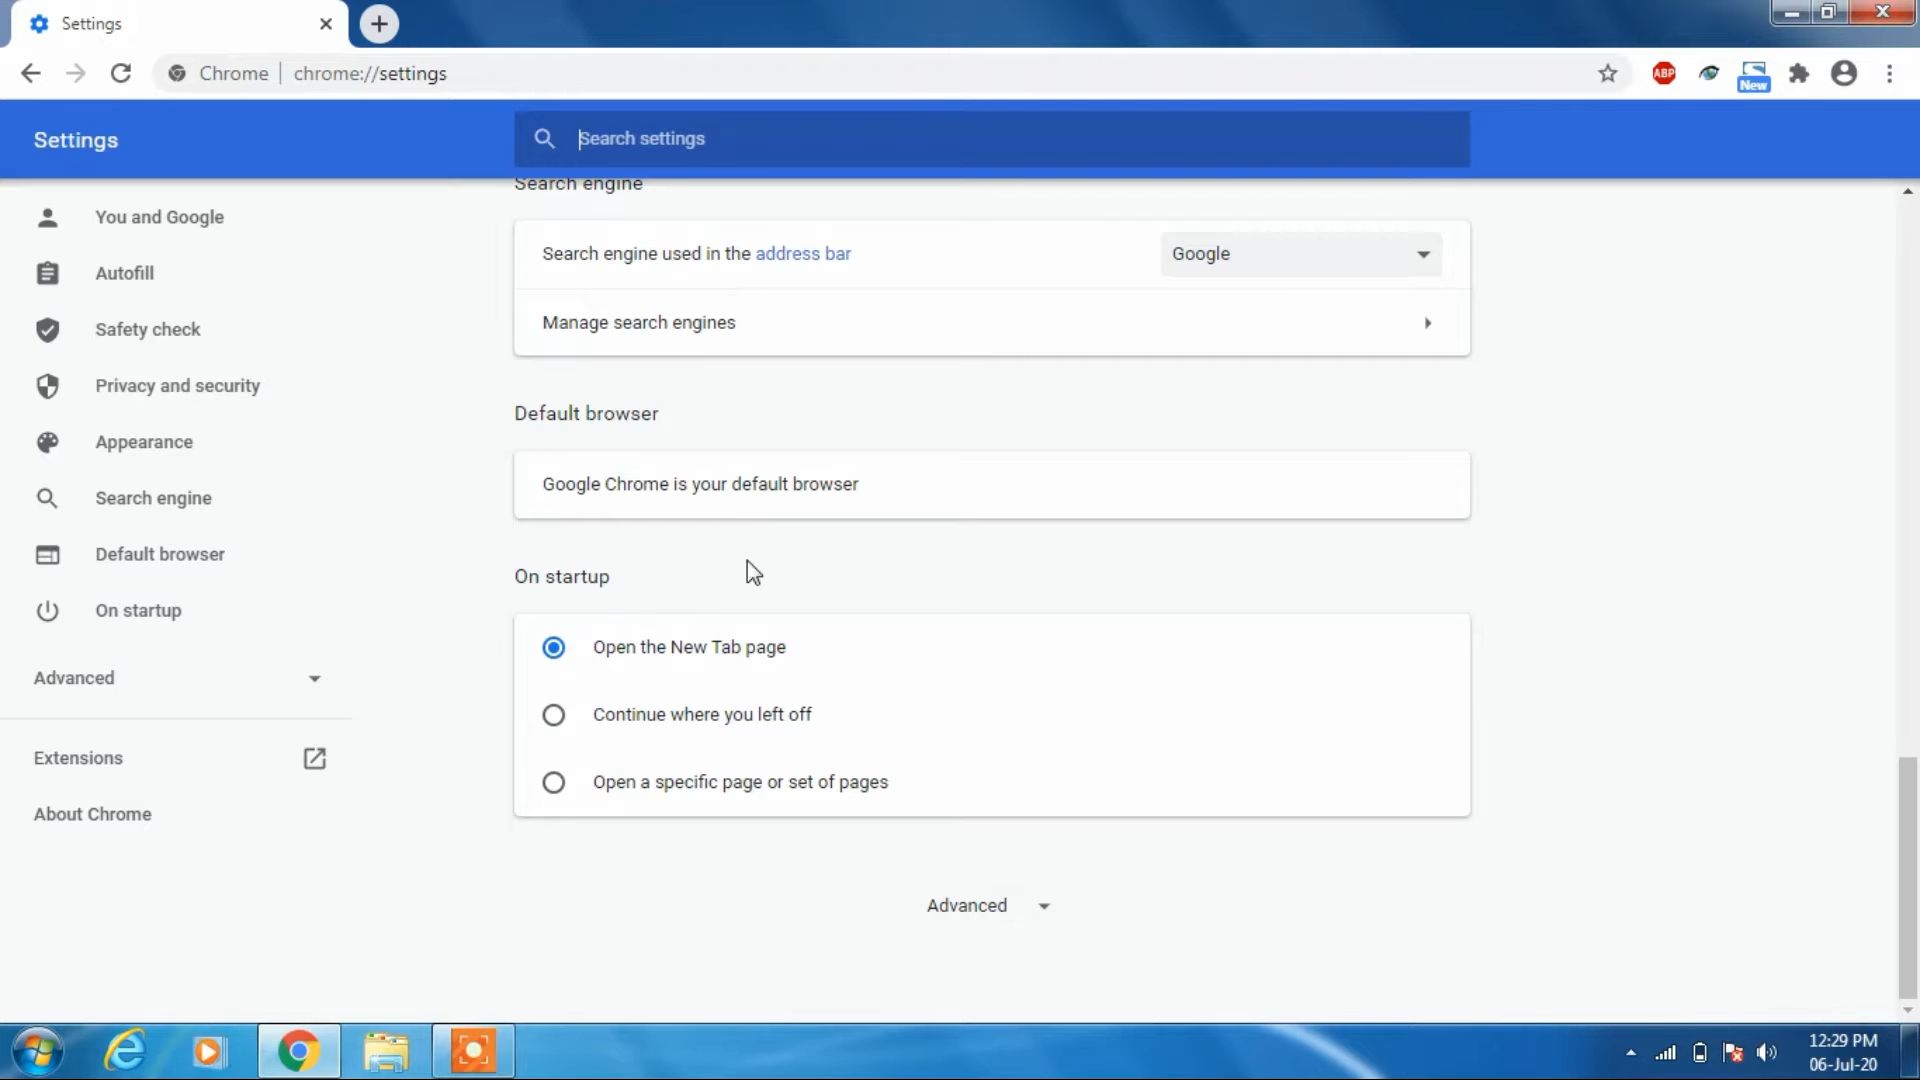 Settings
Chrome
chrome://settings
ABP
New
Settings
Search settings
You and Google
Autofill
Safety check
Privacy and security
Appearance
Search engine
Default browser
On startup
Advanced
Extensions
About Chrome
Search engine
Search engine used in the address bar
Google
Manage search engines
Default browser
Google Chrome is your default browser
On startup
Open the New Tab page
Continue where you left off
Open a specific page or set of pages
Advanced
12:29 PM
06-Jul-20